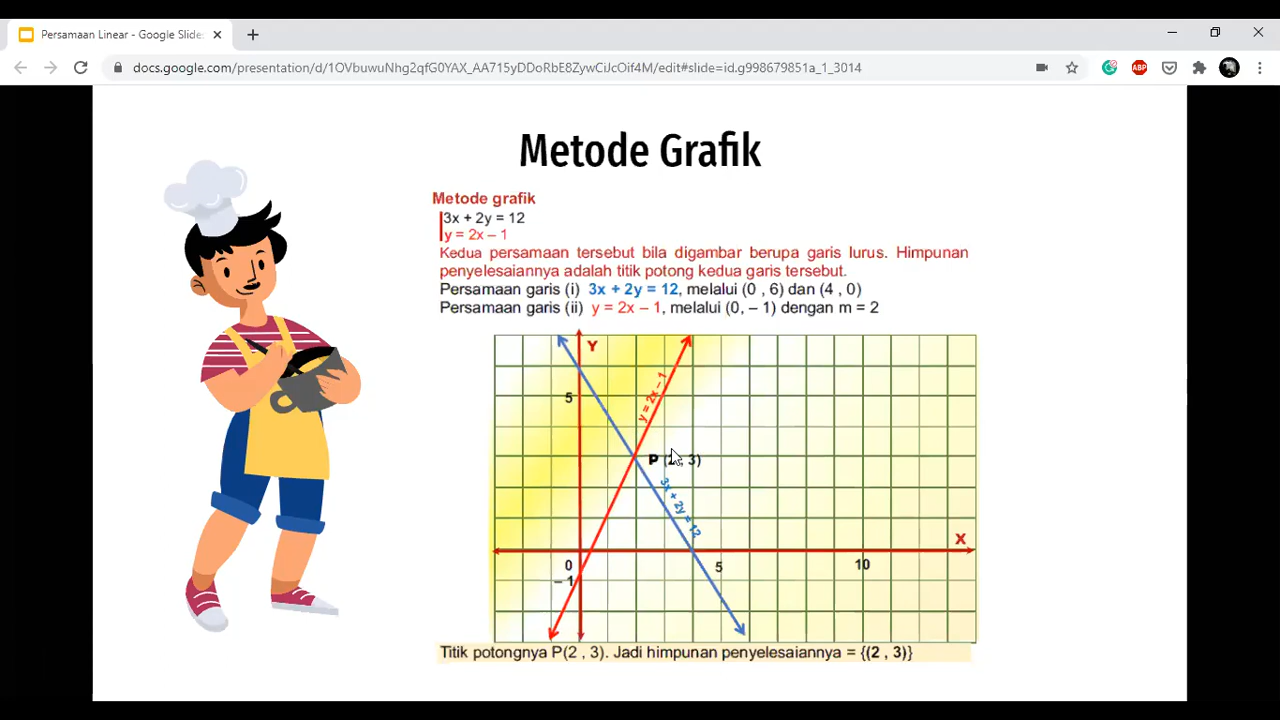 Persamaan Linear - Google Slide
docs.google.com/presentation/d/1OVbuwuNhg2qfG0YAX_AA715yDDoRbE8ZywCiJcOif4M/edit#slide=id.g998679851a_1_3014
ABP
Metode Grafik
Metode grafik
3x + 2y = 12
y = 2x – 1
Kedua persamaan tersebut bila digambar berupa garis lurus. Himpunan
penyelesaiannya adalah titik potong kedua garis tersebut.
Persamaan garis (i) 3x + 2y = 12, melalui (0 , 6) dan (4 , 0)
Persamaan garis (ii) y = 2x – 1, melalui (0, – 1) dengan m = 2
Y
y = 2x – 1
5
P (2, 3)
3x + 2y = 12
X
0
5
10
– 1
Titik potongnya P(2 , 3). Jadi himpunan penyelesaiannya = {(2 , 3)}